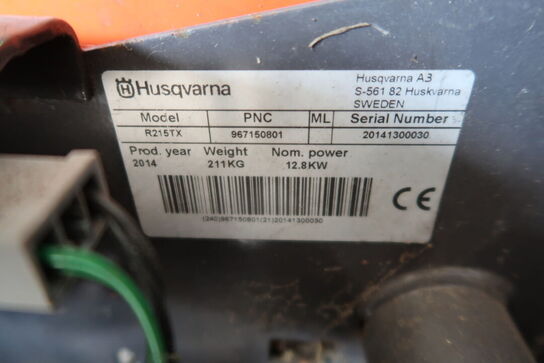 Husqvarna
Husqvarna AB
S-561 82 Huskvarna
SWEDEN
Model PNC ML Serial Number
R215TX 967150801 20141300030
Prod. year Weight Nom. power
2014 211KG 12.8KW
CE
(240)967150801(21)20141300030